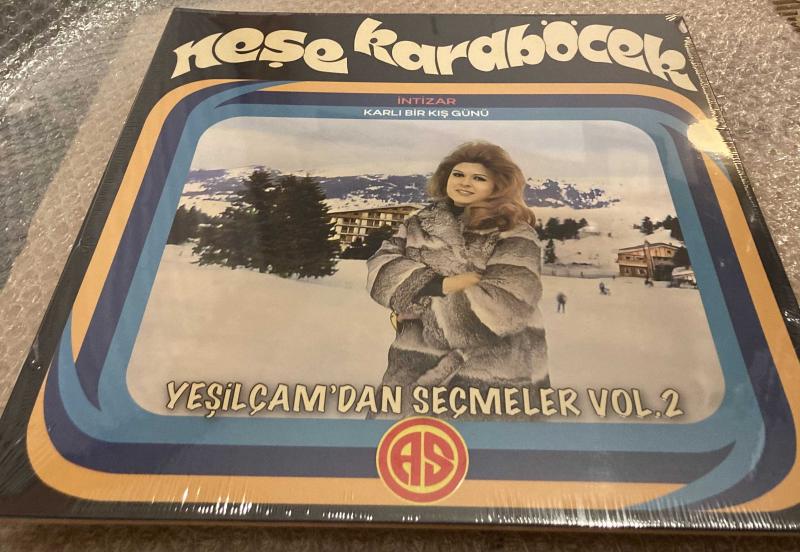 neşe karaböcek
İNTİZAR
KARLI BİR KIŞ GÜNÜ
YEŞİLÇAM'DAN SEÇMELER VOL.2
AS